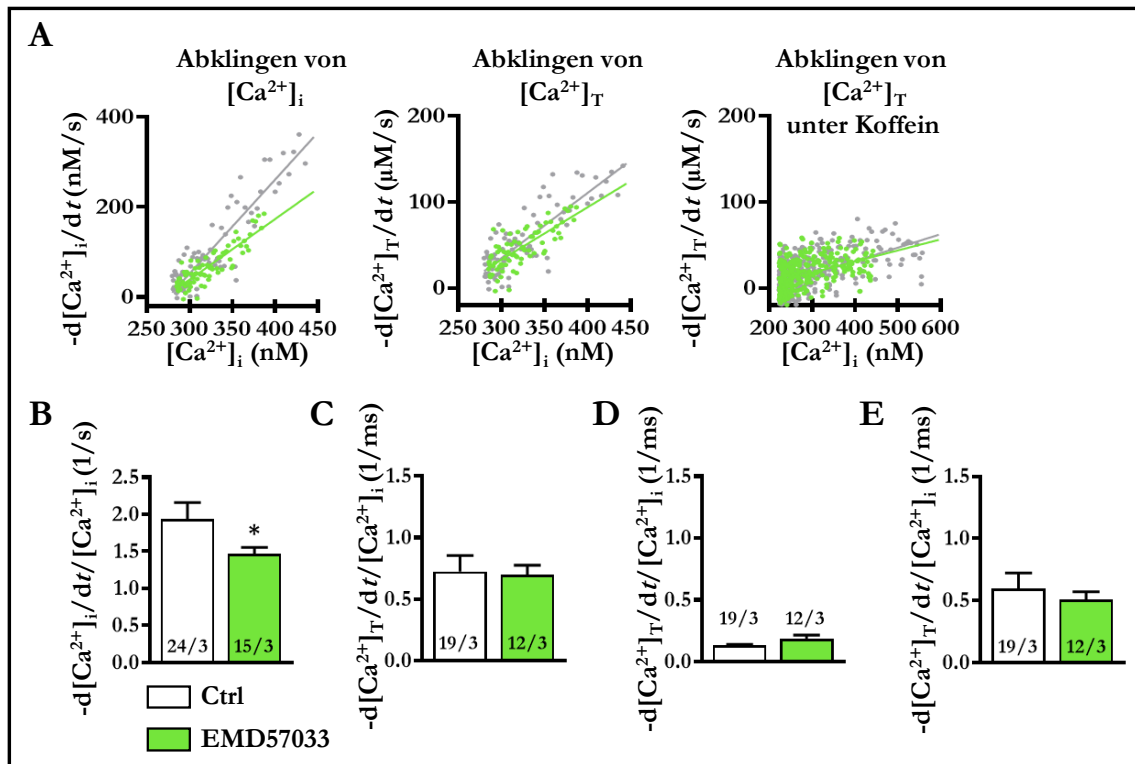 A
Abklingen von
[Ca²⁺]ᵢ
-d[Ca²⁺]ᵢ/dt (nM/s)
400
200
0
250 300 350 400 450
[Ca²⁺]ᵢ (nM)
Abklingen von
[Ca²⁺]T
-d[Ca²⁺]T/dt (µM/s)
200
100
0
250 300 350 400 450
[Ca²⁺]ᵢ (nM)
Abklingen von
[Ca²⁺]T
unter Koffein
-d[Ca²⁺]T/dt (µM/s)
200
100
0
200 300 400 500 600
[Ca²⁺]ᵢ (nM)
B
-d[Ca²⁺]ᵢ/dt/[Ca²⁺]ᵢ (1/s)
2.5
2.0
1.5
1.0
0.5
0.0
*
24/3
15/3
Ctrl
EMD57033
C
-d[Ca²⁺]T/dt/[Ca²⁺]ᵢ (1/ms)
1.5
1.0
0.5
0.0
19/3
12/3
D
-d[Ca²⁺]T/dt/[Ca²⁺]ᵢ (1/ms)
1.5
1.0
0.5
0.0
19/3
12/3
E
-d[Ca²⁺]T/dt/[Ca²⁺]ᵢ (1/ms)
1.5
1.0
0.5
0.0
19/3
12/3